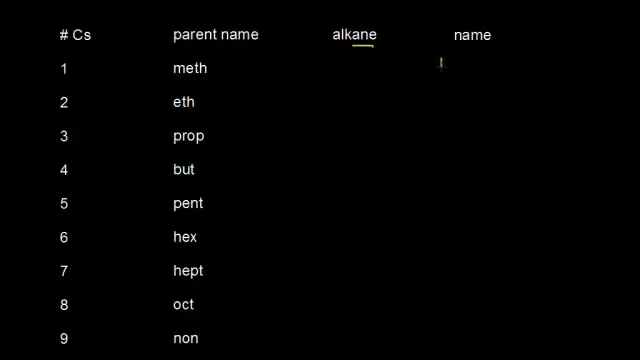 # Cs parent name alkane name
1 meth
2 eth
3 prop
4 but
5 pent
6 hex
7 hept
8 oct
9 non